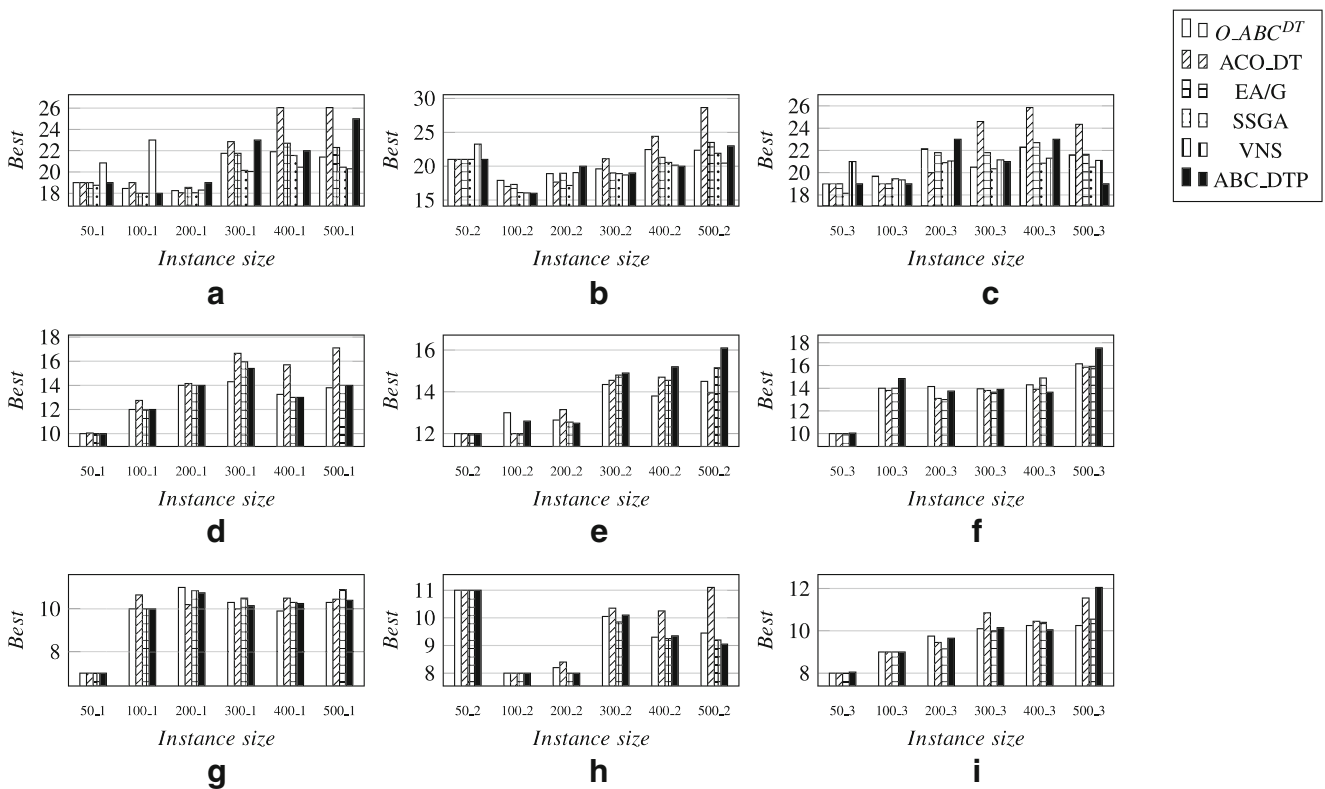 O_ABC^DT
ACO_DT
EA/G
SSGA
VNS
ABC_DTP
Best
26
24
22
20
18
50_1 100_1 200_1 300_1 400_1 500_1
Instance size
a
Best
30
25
20
15
50_2 100_2 200_2 300_2 400_2 500_2
Instance size
b
Best
26
24
22
20
18
50_3 100_3 200_3 300_3 400_3 500_3
Instance size
c
Best
18
16
14
12
10
50_1 100_1 200_1 300_1 400_1 500_1
Instance size
d
Best
16
14
12
50_2 100_2 200_2 300_2 400_2 500_2
Instance size
e
Best
18
16
14
12
10
50_3 100_3 200_3 300_3 400_3 500_3
Instance size
f
Best
10
8
50_1 100_1 200_1 300_1 400_1 500_1
Instance size
g
Best
11
10
9
8
50_2 100_2 200_2 300_2 400_2 500_2
Instance size
h
Best
12
10
8
50_3 100_3 200_3 300_3 400_3 500_3
Instance size
i